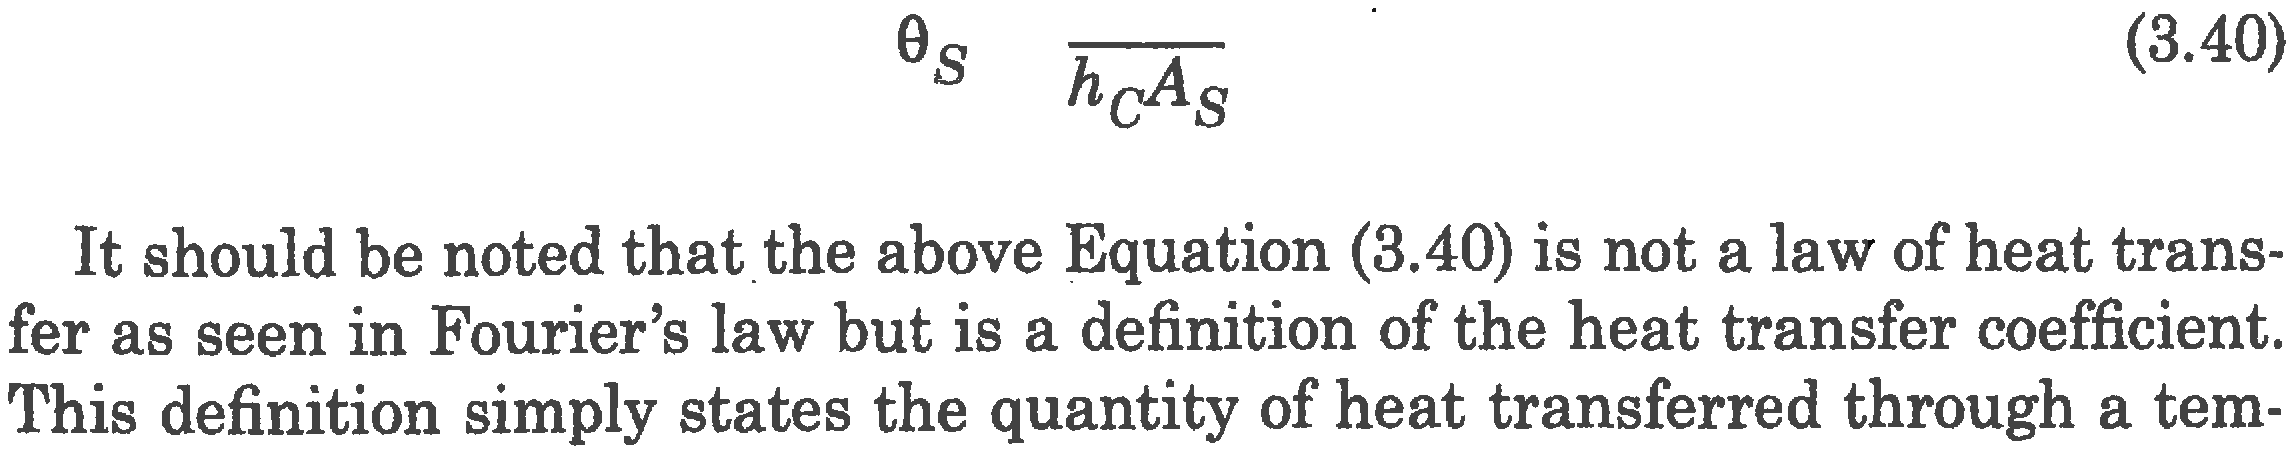 θ_S   ‾‾‾‾ (3.40)
h_C A_S
It should be noted that the above Equation (3.40) is not a law of heat trans-
fer as seen in Fourier's law but is a definition of the heat transfer coefficient.
This definition simply states the quantity of heat transferred through a tem-